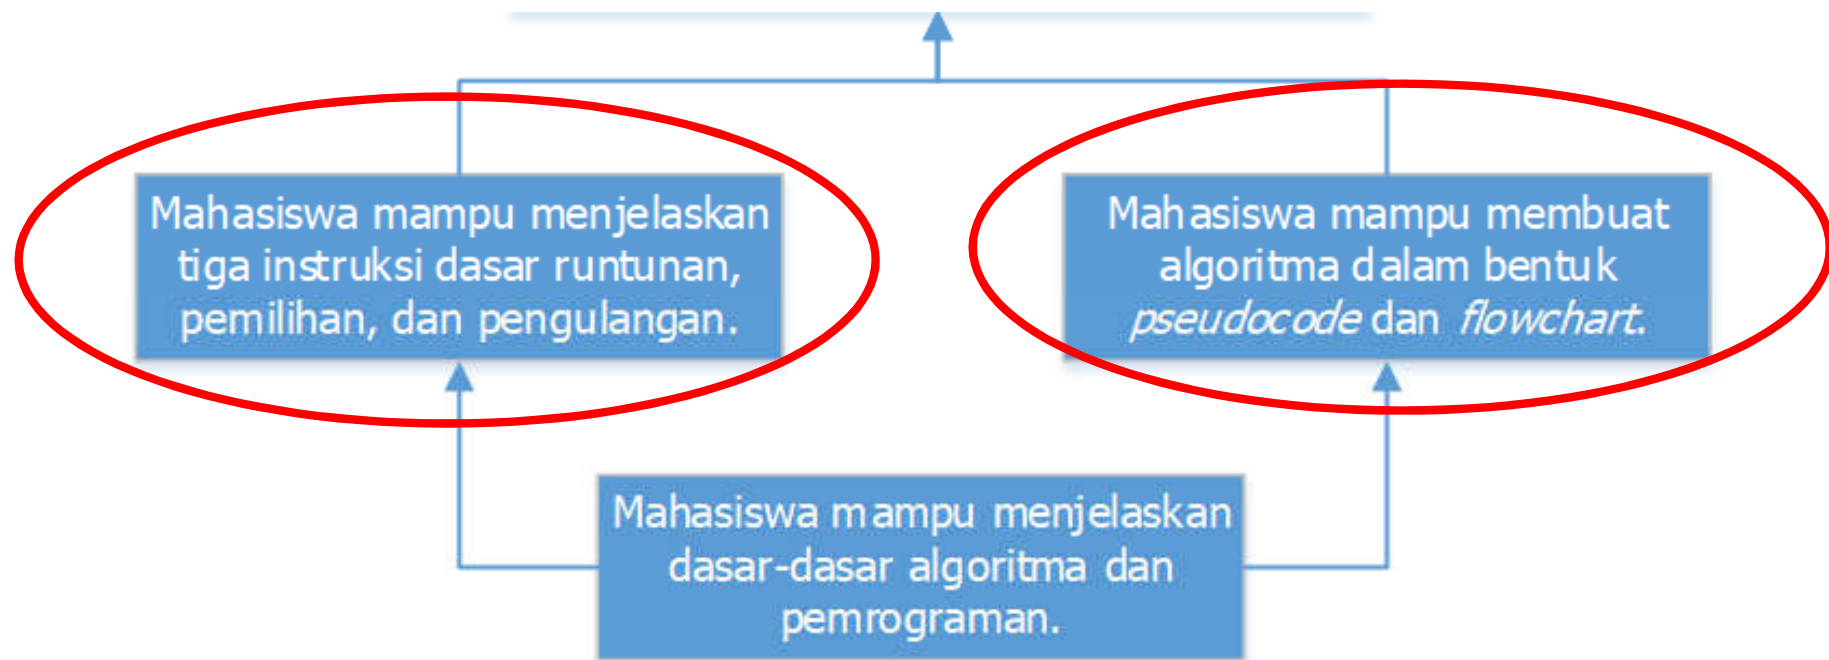 Mahasiswa mampu menjelaskan
tiga instruksi dasar runtunan,
pemilihan, dan pengulangan.
Mahasiswa mampu membuat
algoritma dalam bentuk
pseudocode dan flowchart.
Mahasiswa mampu menjelaskan
dasar-dasar algoritma dan
pemrograman.